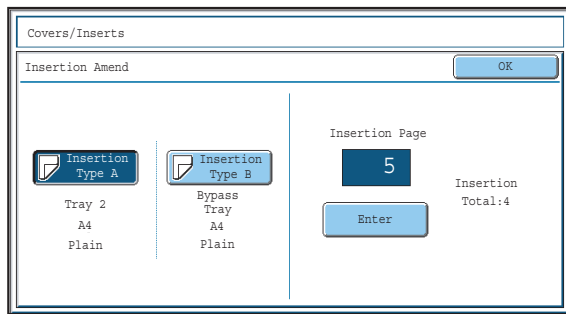 Covers/Inserts
Insertion Amend
OK
Insertion
Type A
Tray 2
A4
Plain
Insertion
Type B
Bypass
Tray
A4
Plain
Insertion Page
5
Enter
Insertion
Total:4